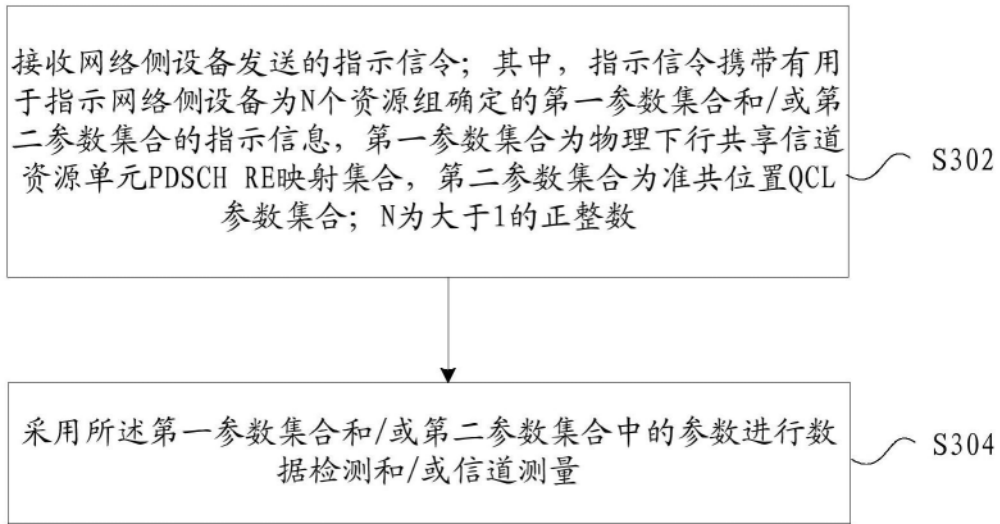 接收网络侧设备发送的指示信令；其中，指示信令携带有用
于指示网络侧设备为N个资源组确定的第一参数集合和/或第
二参数集合的指示信息，第一参数集合为物理下行共享信道
资源单元PDSCH RE映射集合，第二参数集合为准共位置QCL
参数集合；N为大于1的正整数
S302
采用所述第一参数集合和/或第二参数集合中的参数进行数
据检测和/或信道测量
S304